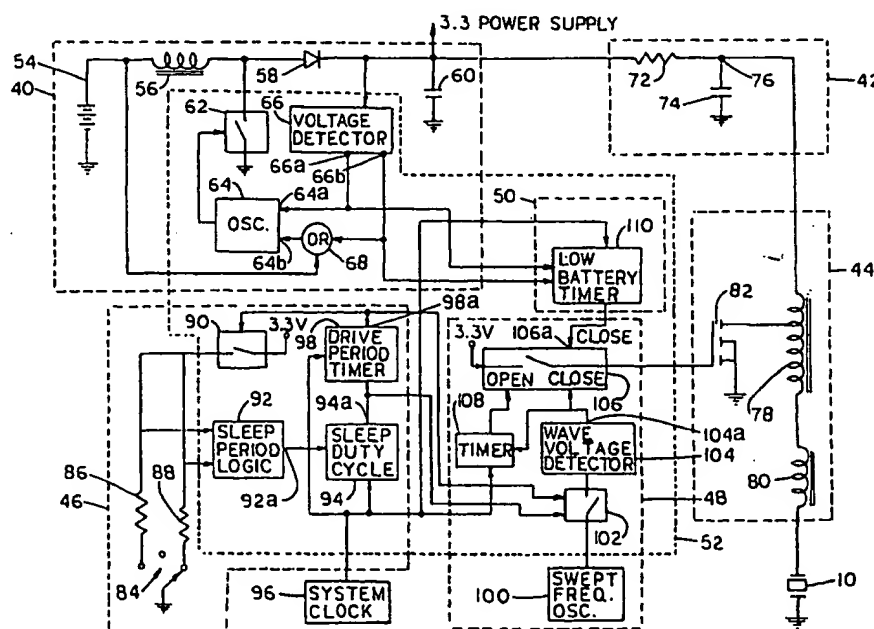 3.3 POWER SUPPLY
54
40
56
58
60
72
76
74
42
62
66
VOLTAGE DETECTOR
66a
66b
64
64a
OSC.
64b
OR
68
50
110
LOW BATTERY TIMER
44
82
78
80
10
90
3.3V
98
98a
DRIVE PERIOD TIMER
3.3V
106a
CLOSE
OPEN CLOSE
106
108
TIMER
92
SLEEP PERIOD LOGIC
92a
94a
SLEEP DUTY CYCLE
94
104a
WAVE VOLTAGE DETECTOR
104
48
102
52
86
88
46
84
96
SYSTEM CLOCK
100
SWEPT FREQ. OSC.